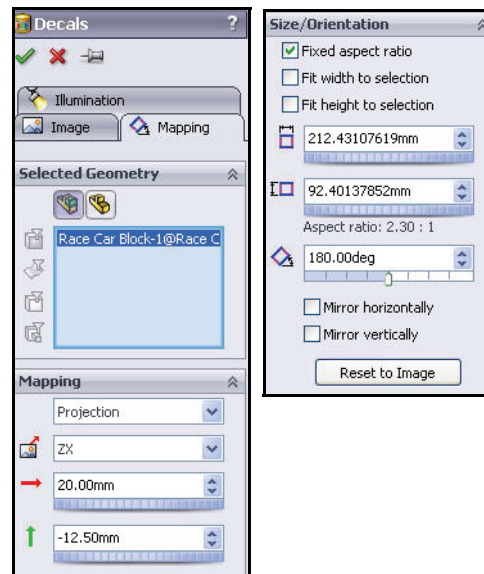 Decals ?
Illumination
Image Mapping
Selected Geometry
Race Car Block-1@Race C
Mapping
Projection
ZX
20.00mm
-12.50mm
Size/Orientation
Fixed aspect ratio
Fit width to selection
Fit height to selection
212.43107619mm
92.40137852mm
Aspect ratio: 2.30 : 1
180.00deg
Mirror horizontally
Mirror vertically
Reset to Image